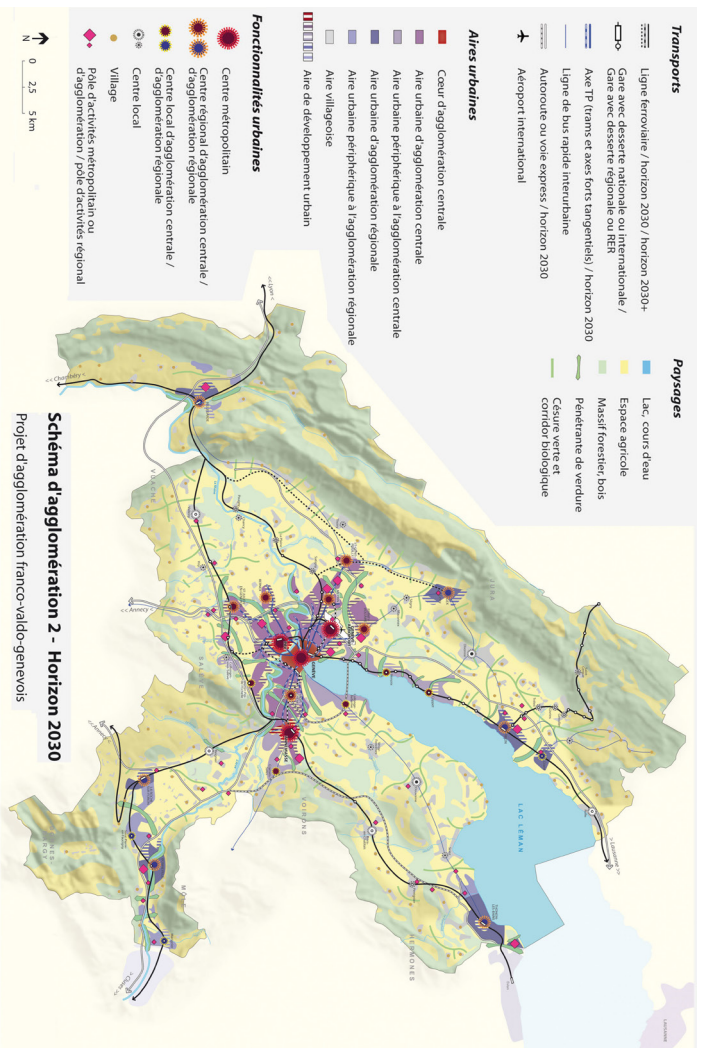 Transports
Ligne ferroviaire / horizon 2030 / horizon 2030+
Gare avec desserte nationale ou internationale /
Gare avec desserte régionale ou RER
Axe TP (trams et axes forts tangentiels) / horizon 2030
Ligne de bus rapide interurbaine
Autoroute ou voie express / horizon 2030
Aéroport international
Paysages
Lac, cours d'eau
Espace agricole
Massif forestier, bois
Pénétrante de verdure
Césure verte et
corridor biologique
Aires urbaines
Cœur d'agglomération centrale
Aire urbaine d'agglomération centrale
Aire urbaine périphérique à l'agglomération centrale
Aire urbaine d'agglomération régionale
Aire urbaine périphérique à l'agglomération régionale
Aire villageoise
Aire de développement urbain
Fonctionnalités urbaines
Centre métropolitain
Centre régional d'agglomération centrale /
d'agglomération régionale
Centre local d'agglomération centrale /
d'agglomération régionale
Centre local
Village
Pôle d'activités métropolitain ou
d'agglomération / pôle d'activités régional
N
0 2,5 5 km
<< Lyon <
<< Chambéry <
VUACHE
JURA
<< Annecy <<
SALÈVE
<< Annecy
LAC LÉMAN
> Lausanne >>
VOIRONS
HERMONES
> Cluses >>
LAUSANNE
Schéma d'agglomération 2 - Horizon 2030
Projet d'agglomération franco-valdo-genevois